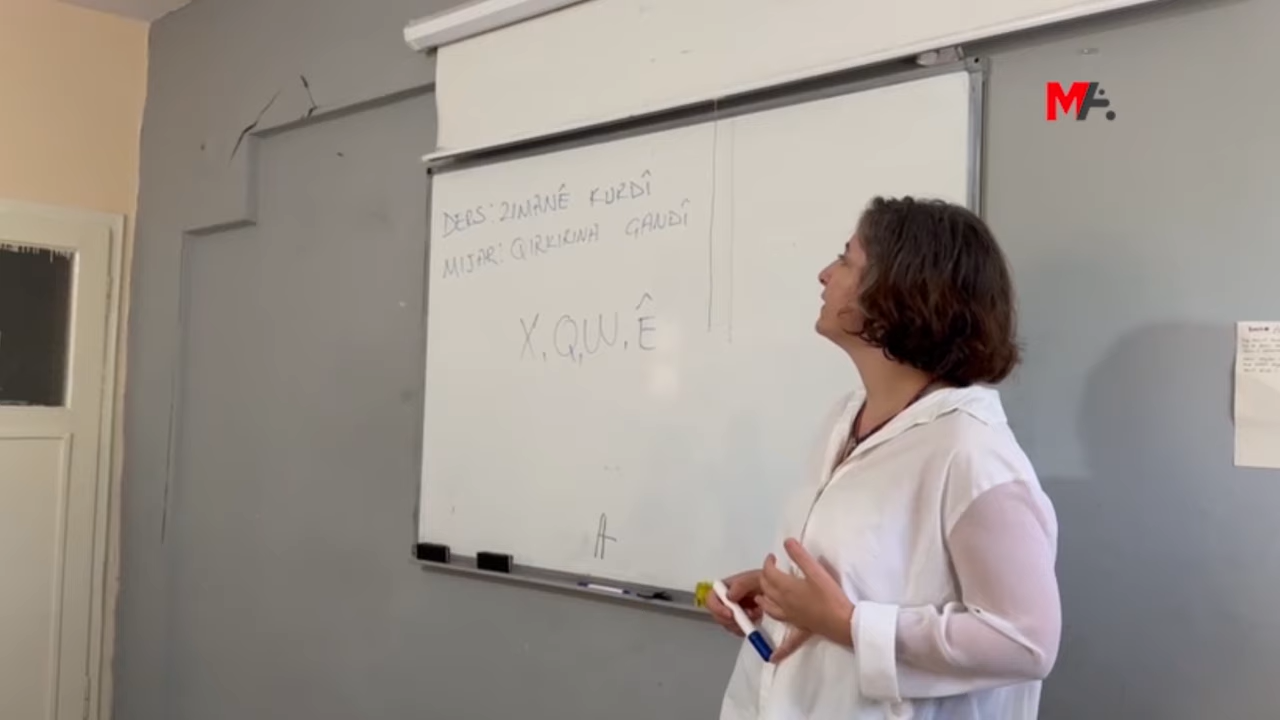 DERS: ZIMANÊ KURDÎ
MIJAR: QIRKIRINA GANDÎ
X, Q, W, Ê
A
MA